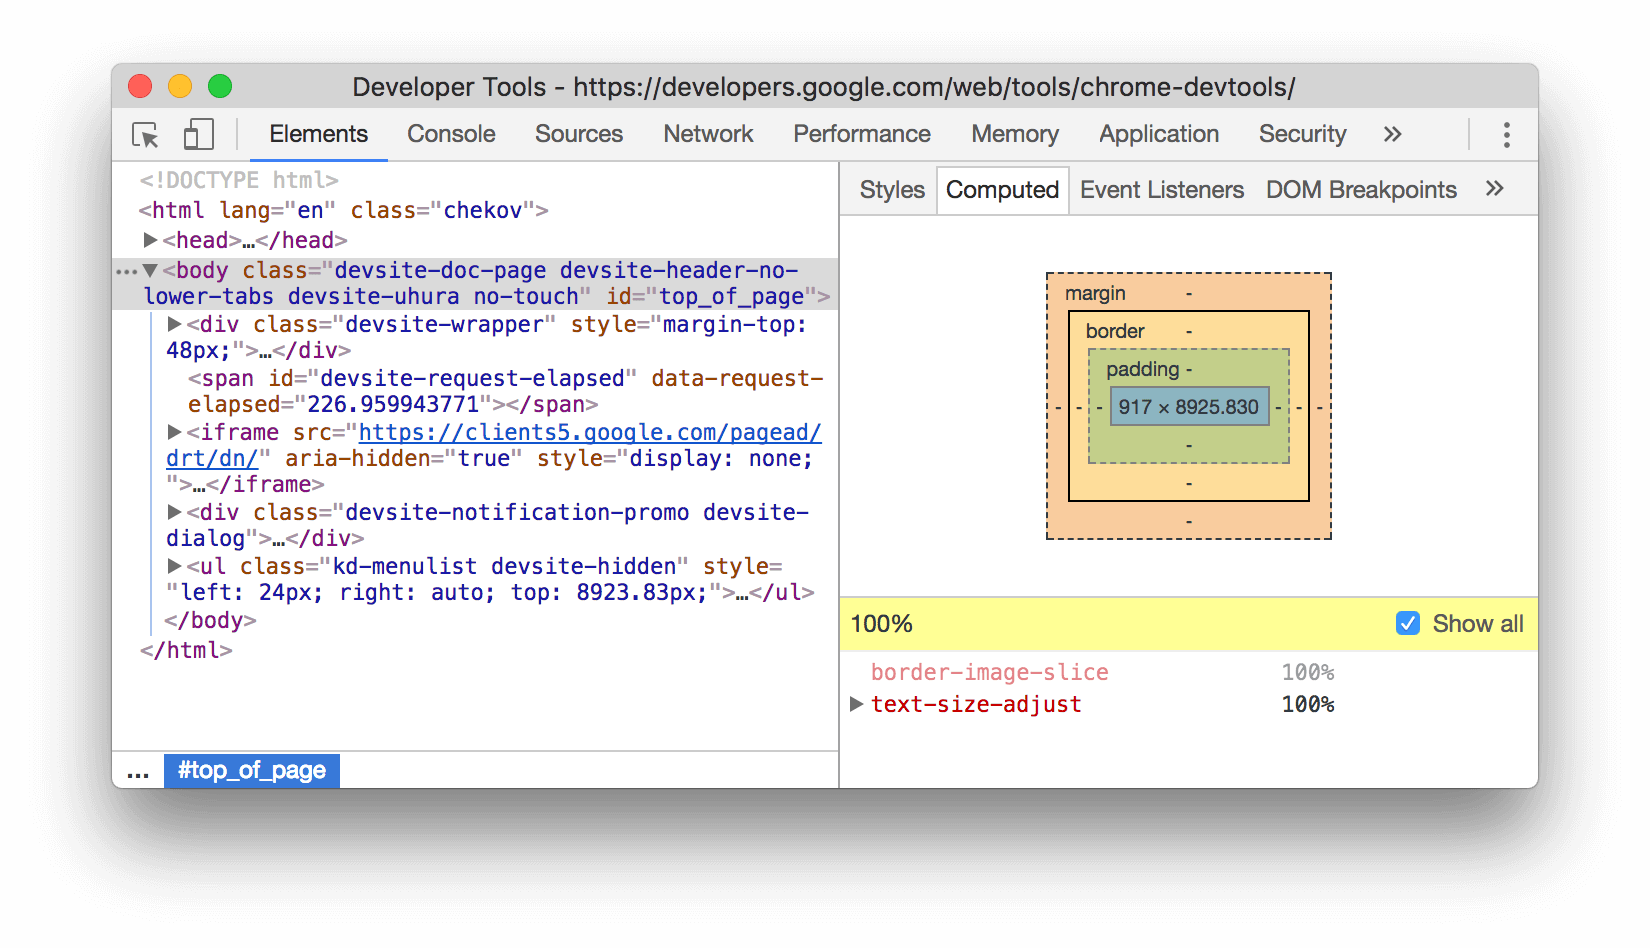 Developer Tools - https://developers.google.com/web/tools/chrome-devtools/
Elements Console Sources Network Performance Memory Application Security »
<!DOCTYPE html>
<html lang="en" class="chekov">
▶<head>…</head>
…▼<body class="devsite-doc-page devsite-header-no-
lower-tabs devsite-uhura no-touch" id="top_of_page">
▶<div class="devsite-wrapper" style="margin-top:
48px;">…</div>
<span id="devsite-request-elapsed" data-request-
elapsed="226.959943771"></span>
▶<iframe src="https://clients5.google.com/pagead/
drt/dn/" aria-hidden="true" style="display: none;
">…</iframe>
▶<div class="devsite-notification-promo devsite-
dialog">…</div>
▶<ul class="kd-menulist devsite-hidden" style=
"left: 24px; right: auto; top: 8923.83px;">…</ul>
</body>
</html>
... #top_of_page
Styles Computed Event Listeners DOM Breakpoints »
margin -
border -
padding -
- - - 917 × 8925.830 - - -
-
-
-
100% Show all
border-image-slice 100%
▶ text-size-adjust 100%